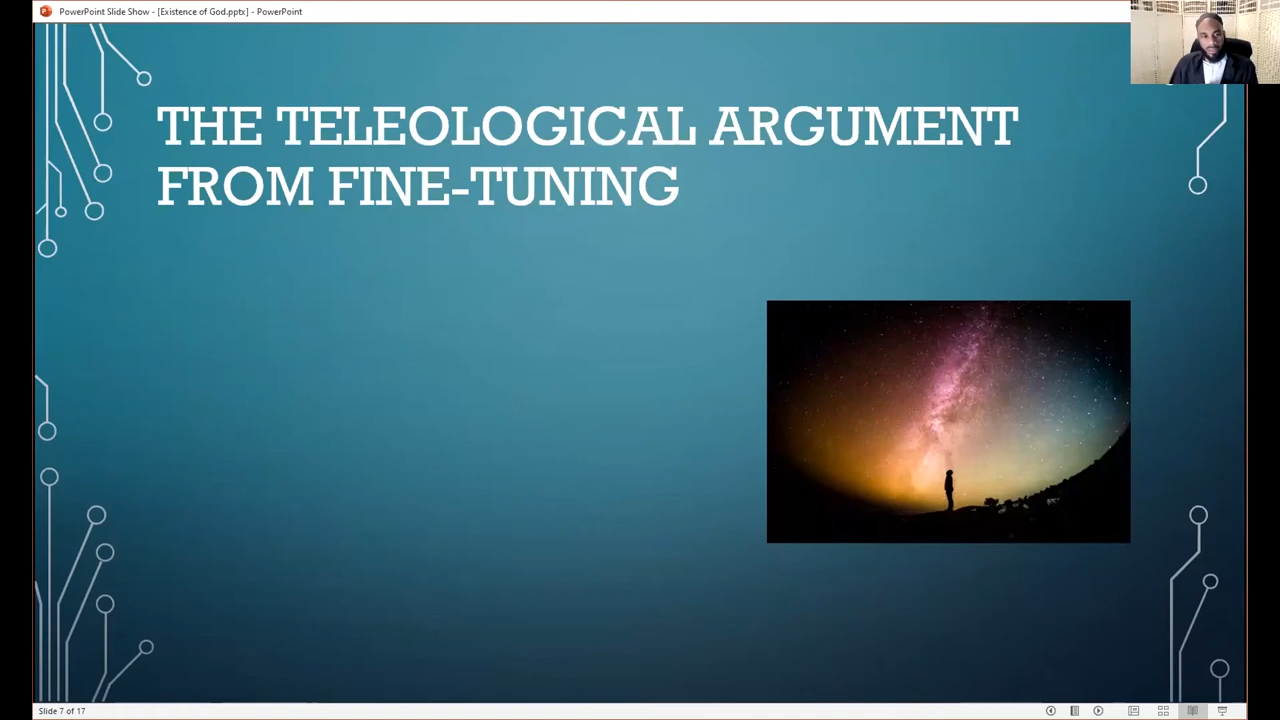 PowerPoint Slide Show - [Existence of God.pptx] - PowerPoint
THE TELEOLOGICAL ARGUMENT
FROM FINE-TUNING
Slide 7 of 17